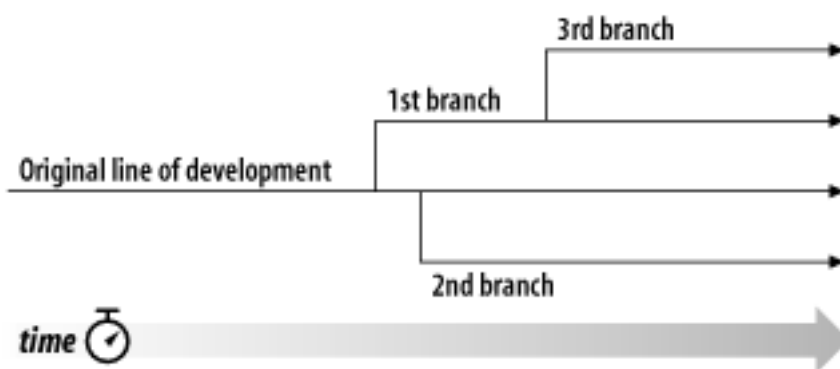 3rd branch
1st branch
Original line of development
2nd branch
time